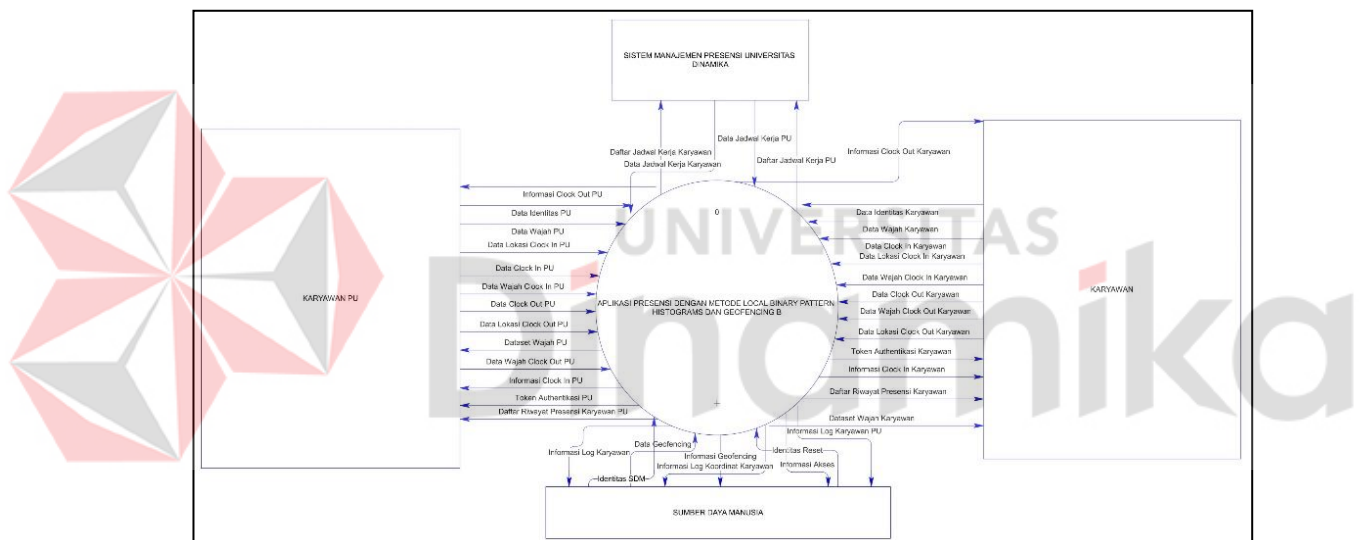 SISTEM MANAJEMEN PRESENSI UNIVERSITAS
DINAMIKA
Data Jadwal Kerja PU
Daftar Jadwal Kerja Karyawan
Data Jadwal Kerja Karyawan
Daftar Jadwal Kerja PU
Informasi Clock Out Karyawan
KARYAWAN PU
Informasi Clock Out PU
Data Identitas PU
Data Wajah PU
Data Lokasi Clock In PU
Data Clock In PU
Data Wajah Clock In PU
Data Clock Out PU
Data Lokasi Clock Out PU
Dataset Wajah PU
Data Wajah Clock Out PU
Informasi Clock In PU
Token Authentikasi PU
Daftar Riwayat Presensi Karyawan PU
0
APLIKASI PRESENSI DENGAN METODE LOCAL BINARY PATTERN
HISTOGRAMS DAN GEOFENCING B
+
UNIVERSITAS
Dinamika
Data Identitas Karyawan
Data Wajah Karyawan
Data Clock In Karyawan
Data Lokasi Clock In Karyawan
Data Wajah Clock In Karyawan
Data Clock Out Karyawan
Data Wajah Clock Out Karyawan
Data Lokasi Clock Out Karyawan
Token Authentikasi Karyawan
Informasi Clock In Karyawan
Daftar Riwayat Presensi Karyawan
Dataset Wajah Karyawan
KARYAWAN
Informasi Log Karyawan PU
Informasi Log Karyawan
Data Geofencing
Identitas SDM
Informasi Geofencing
Informasi Log Koordinat Karyawan
Identitas Reset
Informasi Akses
SUMBER DAYA MANUSIA